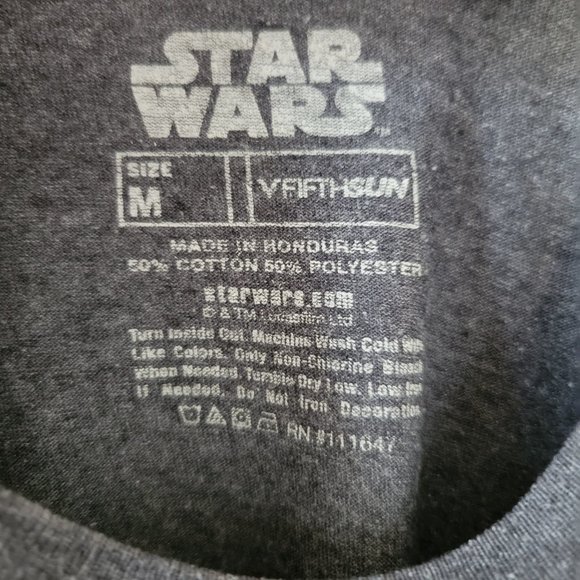 STAR
WARS
SIZE
M
FIFTHSUN
MADE IN HONDURAS
50% COTTON 50% POLYESTER
starwars.com
© & TM Lucasfilm Ltd.
Turn Inside Out. Machine Wash Cold With
Like Colors. Only Non-Chlorine Bleach
When Needed. Tumble Dry Low. Low Iron
If Needed. Do Not Iron Decoration.
RN #111647